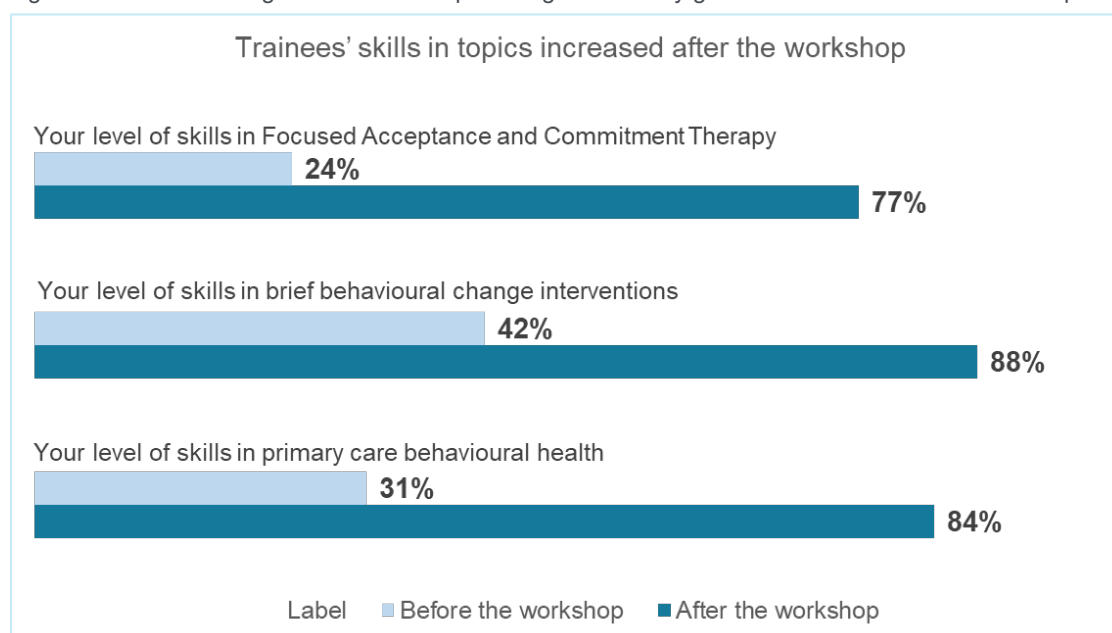 Trainees’ skills in topics increased after the workshop
Your level of skills in Focused Acceptance and Commitment Therapy
24%
77%
Your level of skills in brief behavioural change interventions
42%
88%
Your level of skills in primary care behavioural health
31%
84%
Label Before the workshop After the workshop